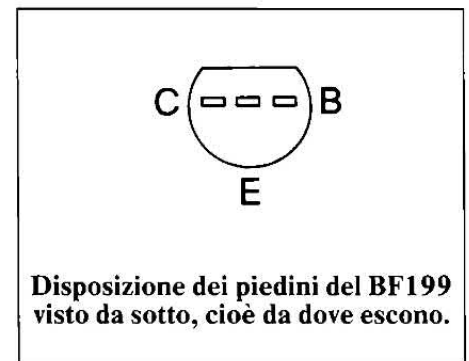 C B
E
Disposizione dei piedini del BF199
visto da sotto, cioè da dove escono.